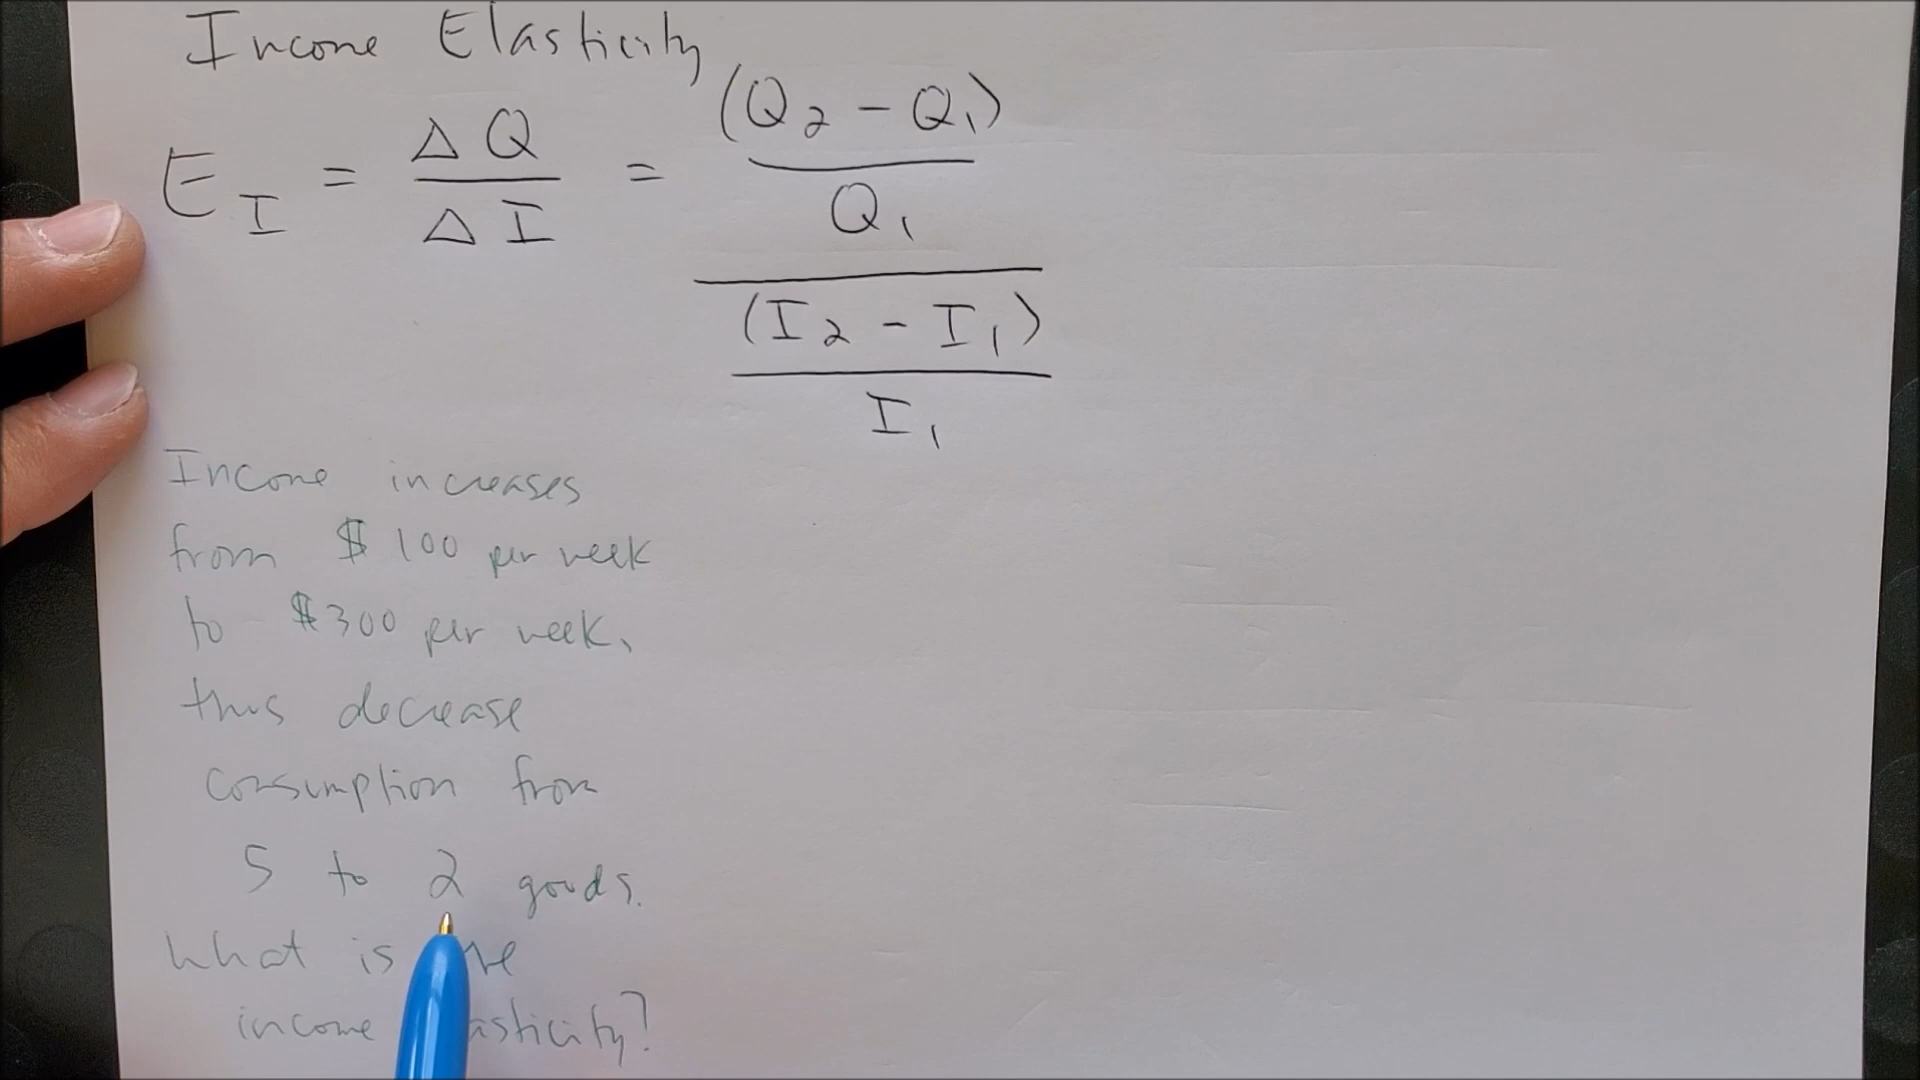 Income Elasticity
E_I = ΔQ / ΔI = ((Q₂ - Q₁) / Q₁) / ((I₂ - I₁) / I₁)
Income increases
from $100 per week
to $300 per week,
thus decrease
consumption from
5 to 2 goods.
What is
income